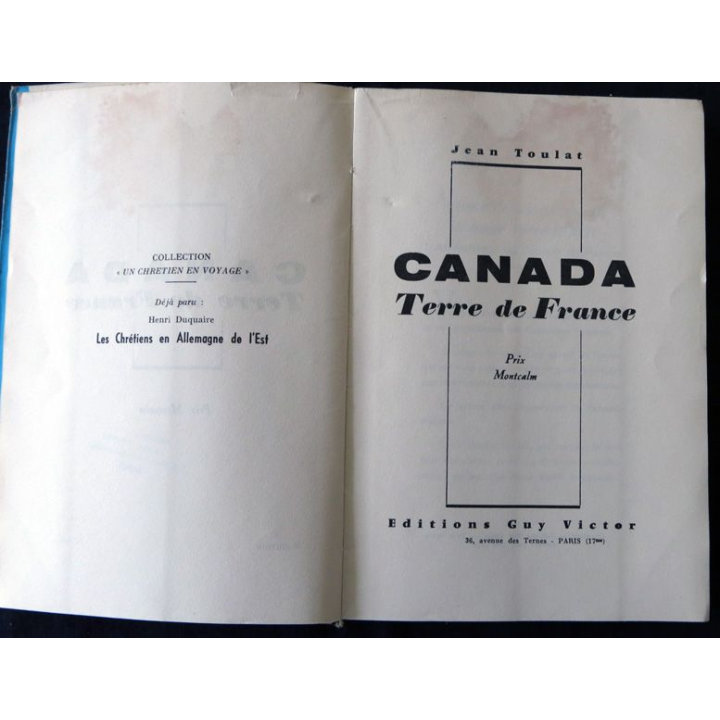 COLLECTION
« UN CHRETIEN EN VOYAGE »
Déjà paru :
Henri Duquaire
Les Chrétiens en Allemagne de l'Est
Jean Toulat
CANADA
Terre de France
Prix
Montcalm
Editions Guy Victor
36, avenue des Ternes - PARIS (17me)